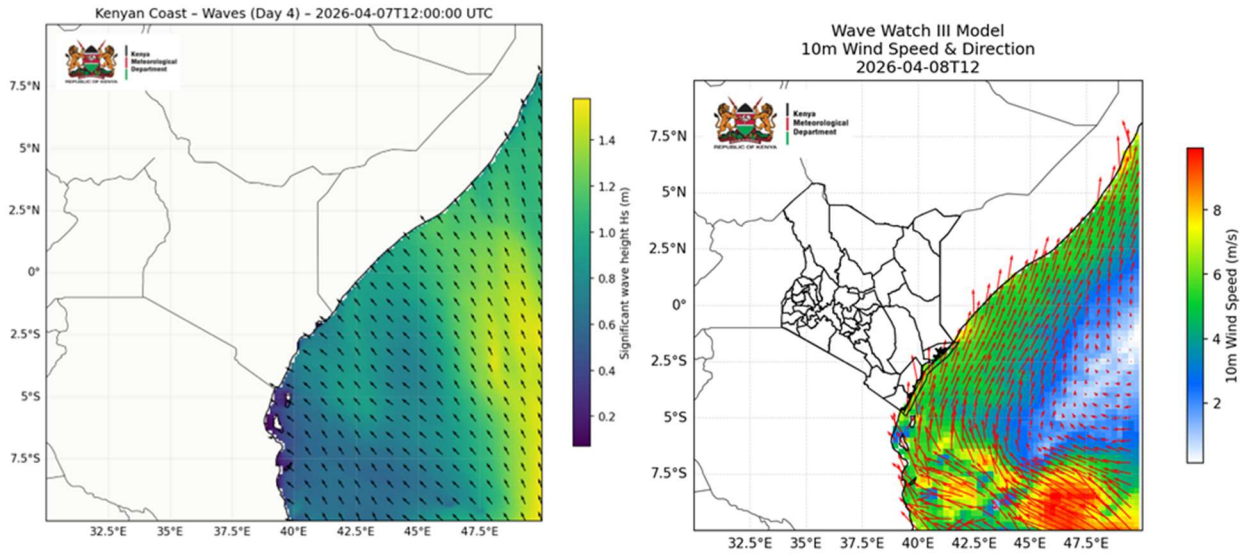 Kenyan Coast – Waves (Day 4) – 2026-04-07T12:00:00 UTC
Kenya
Meteorological
Department
REPUBLIC OF KENYA
7.5°N
5°N
2.5°N
0°
2.5°S
5°S
7.5°S
32.5°E
35°E
37.5°E
40°E
42.5°E
45°E
47.5°E
1.4
1.2
1.0
0.8
0.6
0.4
0.2
Significant wave height Hs (m)
Wave Watch III Model
10m Wind Speed & Direction
2026-04-08T12
Kenya
Meteorological
Department
REPUBLIC OF KENYA
7.5°N
5°N
2.5°N
0°
2.5°S
5°S
7.5°S
32.5°E
35°E
37.5°E
40°E
42.5°E
45°E
47.5°E
8
6
4
2
10m Wind Speed (m/s)